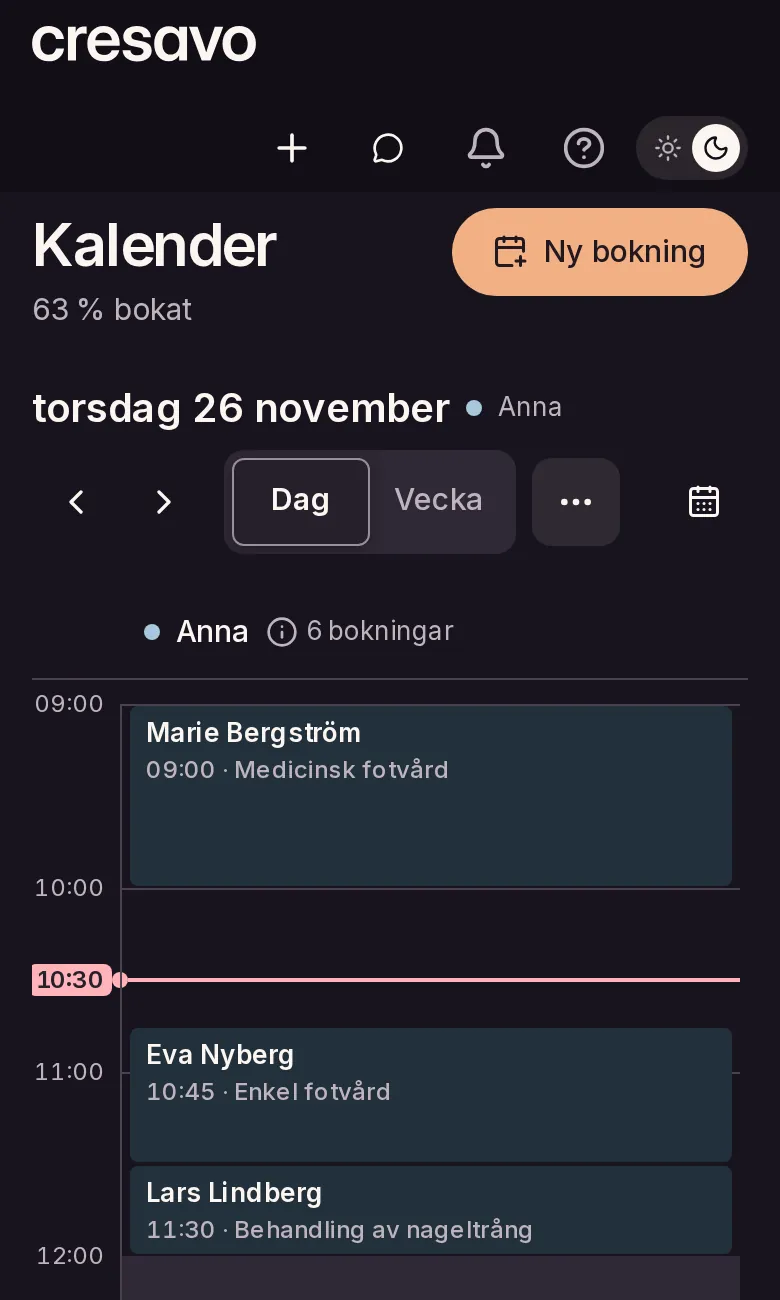 cresavo
Kalender
Ny bokning
63 % bokat
torsdag 26 november Anna
Dag Vecka
Anna 6 bokningar
09:00
Marie Bergström
09:00 · Medicinsk fotvård
10:00
10:30
Eva Nyberg
11:00
10:45 · Enkel fotvård
Lars Lindberg
11:30 · Behandling av nageltrång
12:00